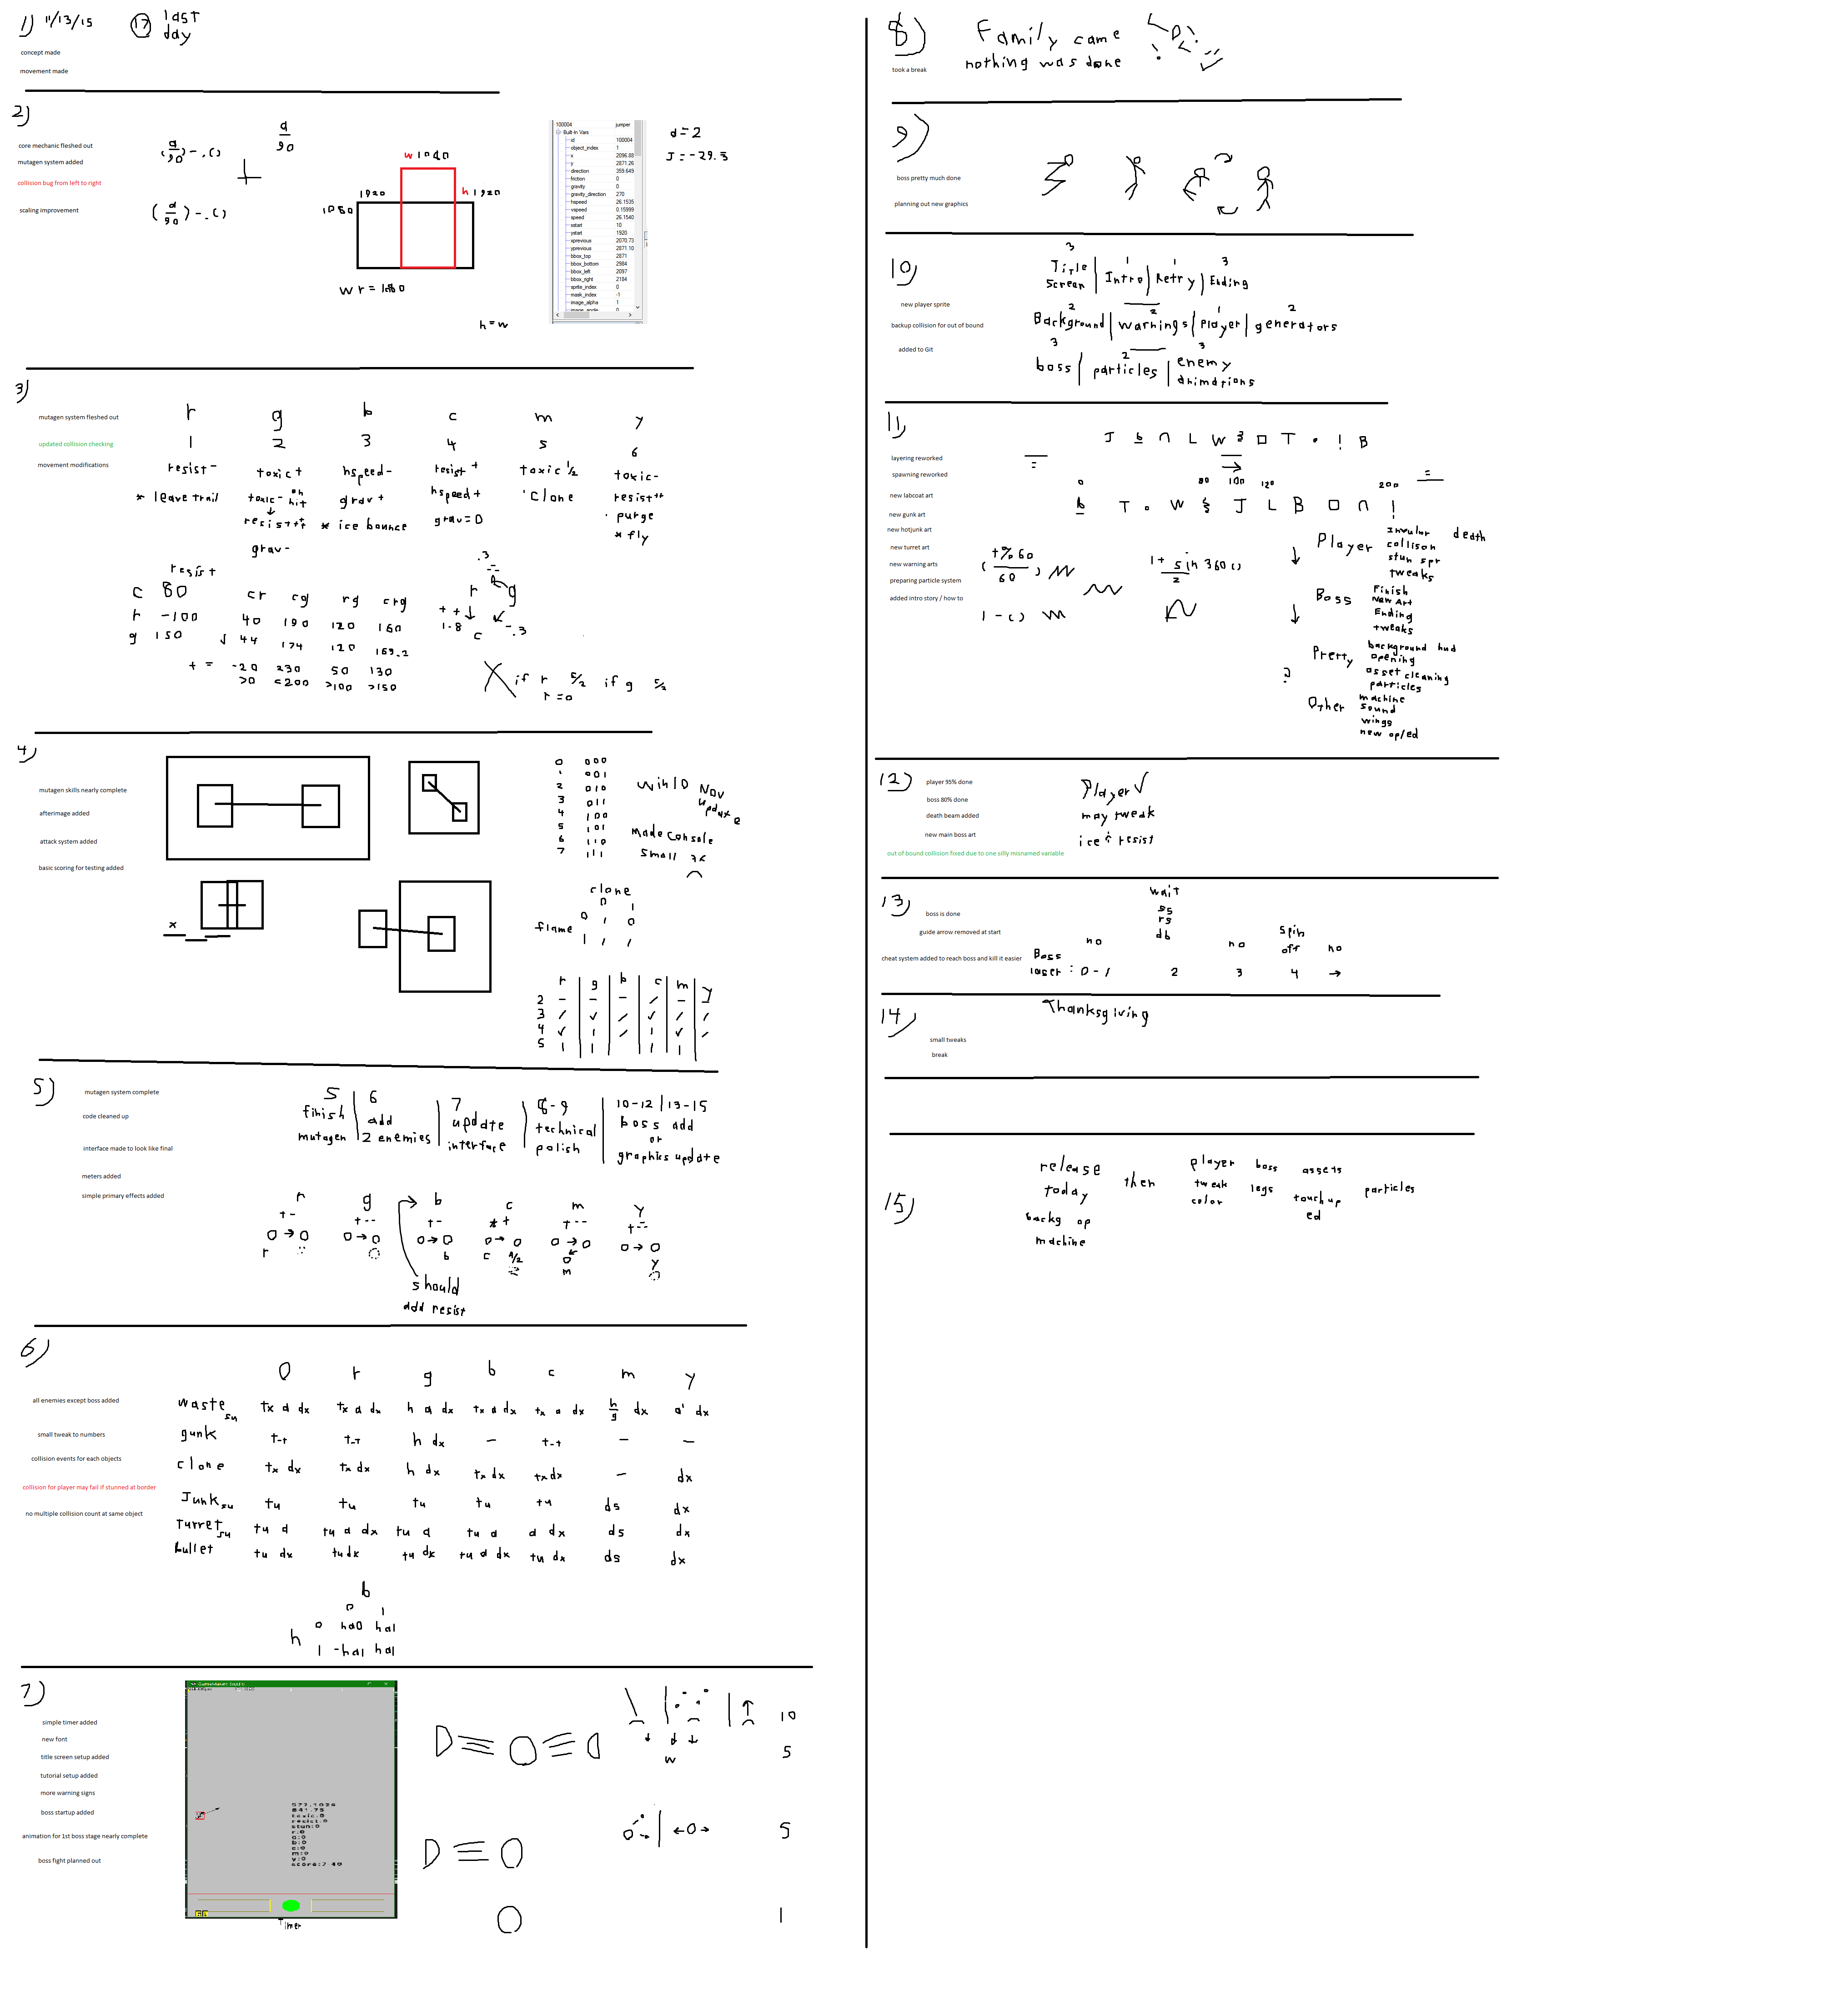 1) 11/13/15 17 last day
concept made
movement made
2)
core mechanic fleshed out
mutagen system added
collision bug from left to right
scaling improvement
(d/90) - .()
d/90
(d/90) - .()
w 1080
1920 h 1920
1080
w r = 1080
h = w
100004 jumper
Built-In Vars
id 100004
object_index 1
x 2096.88
y 2871.26
direction 359.649
friction 0
gravity 0
gravity_direction 270
hspeed 26.1535
vspeed 0.15999
speed 26.1540
xstart 10
ystart 1920
xprevious 2070.73
yprevious 2871.10
bbox_top 2871
bbox_bottom 2984
bbox_left 2097
bbox_right 2184
sprite_index 0
mask_index -1
image_alpha 1
image_angle 0
d = 2
J = -29.5
3)
mutagen system fleshed out
updated collision checking
movement modifications
r g b c m y
1 2 3 4 5 6
resist- toxic+ hspeed- resist+ toxic 1/2 toxic-
* leave trail toxic- on hit grav+ hspeed+ 'clone resist++
resist+++ * ice bounce grav=0 · purge
grav- * fly
resist
c 80 cr cg rg crg
r -100 40 190 120 160
g 150 √ 44 174 120 169.2
+ = -20 230 50 130
>0 <200 >100 >150
.3
r g
++
1-8 c -.3
X if r 5/2 if g 5/2
r=0
4)
mutagen skills nearly complete
afterimage added
attack system added
basic scoring for testing added
x
0 000
1 001
2 010
3 011
4 100
5 101
6 110
7 111
win10 Nov update
made console small
clone
0 1
flame 0 1 0
1 1 1
r g b c m y
2 - - - / - -
3 / ✓ / ✓ / /
4 ✓ | / | ✓ /
5 | | | |
5)
mutagen system complete
code cleaned up
interface made to look like final
meters added
simple primary effects added
5 | 6 | 7 | 8-9 | 10-12 | 13-15
finish mutagen | add 2 enemies | update interface | technical polish | boss add or graphics update
r g b c m y
should
add resist
6)
all enemies except boss added
small tweak to numbers
collision events for each objects
collision for player may fail if stunned at border
no multiple collision count at same object
0 r g b c m y
waste su tx a dx tx a dx h a dx tx a dx tx a dx h/g dx a' dx
gunk t-t t-t h dx - t-t - -
clone tx dx tx dx h dx tx dx tx dx - dx
Junk su tu tu tu tu tu ds dx
turret su tu a tu a dx tu a tu a a dx ds dx
bullet tu dx tu dx tu dx tu a dx tu dx ds dx
b
0 1
h 0 ha0 ha1
1 -ha1 ha1
7)
simple timer added
new font
title screen setup added
tutorial setup added
more warning signs
boss startup added
animation for 1st boss stage nearly complete
boss fight planned out
toxic:0
resist:0
stun:0
Timer
10
w 5
5
1
8)
took a break
Family came
nothing was done
9)
boss pretty much done
planning out new graphics
10)
new player sprite
backup collision for out of bound
added to Git
3 1 1 3
Title Screen | Intro | Retry | Ending
2 2 1 2
Background | Warnings | Player | generators
3 2 3
boss | particles | enemy animations
11)
layering reworked
spawning reworked
new labcoat art
new gunk art
new hotjunk art
new turret art
new warning arts
preparing particle system
added intro story / how to
0 80 100 120 200
(t%60/60)
1 - ()
1 + sin 360()/2
Player invulnr death
collison
stun spr
tweaks
Boss Finish
New Art
Ending
tweaks
Pretty background hud
opening
asset cleaning
particles
?
Other machine
sound
wings
new op/ed
12)
player 95% done
boss 80% done
death beam added
new main boss art
out of bound collision fixed due to one silly misnamed variable
Player ✓
may tweak
ice & resist
13)
boss is done
guide arrow removed at start
cheat system added to reach boss and kill it easier
wait
ss
rs
db
spin
no no off no
Boss
laser : 0-1 2 3 4 →
14)
small tweaks
break
Thanksgiving
15)
release today then
backg op
machine
player tweak color
boss legs
assets touch up ed
particles